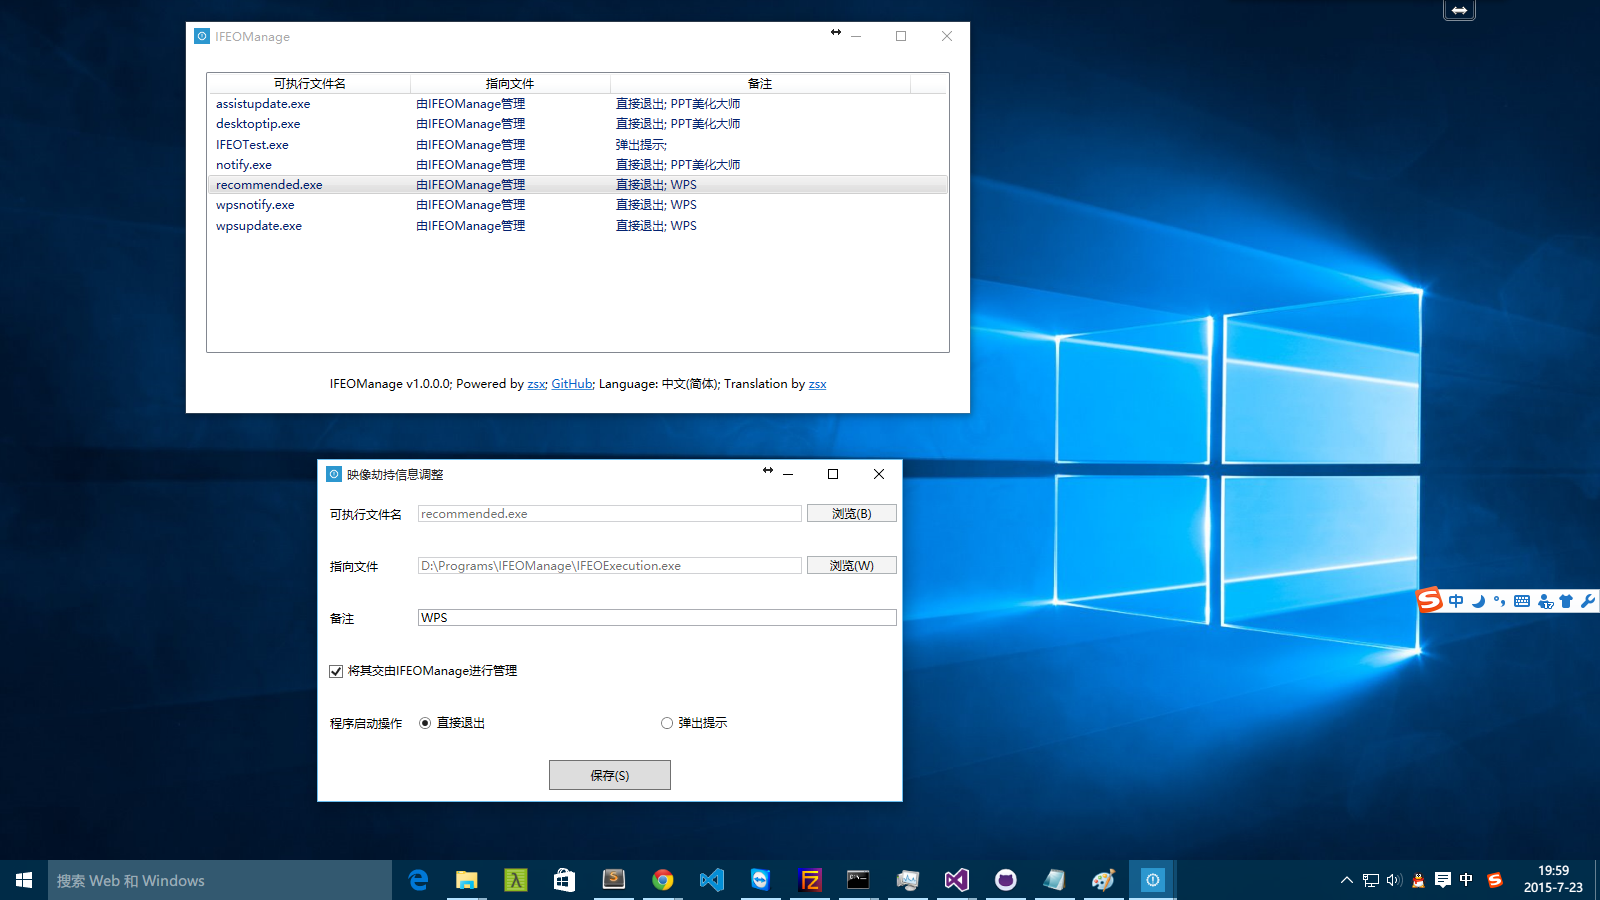 IFEOManage
可执行文件名 指向文件 备注
assistupdate.exe 由IFEOManage管理 直接退出; PPT美化大师
desktoptip.exe 由IFEOManage管理 直接退出; PPT美化大师
IFEOTest.exe 由IFEOManage管理 弹出提示;
notify.exe 由IFEOManage管理 直接退出; PPT美化大师
recommended.exe 由IFEOManage管理 直接退出; WPS
wpsnotify.exe 由IFEOManage管理 直接退出; WPS
wpsupdate.exe 由IFEOManage管理 直接退出; WPS
IFEOManage v1.0.0.0; Powered by zsx; GitHub; Language: 中文(简体); Translation by zsx
映像劫持信息调整
可执行文件名 recommended.exe 浏览(B)
指向文件 D:\Programs\IFEOManage\IFEOExecution.exe 浏览(W)
备注 WPS
将其交由IFEOManage进行管理
程序启动操作 直接退出 弹出提示
保存(S)
中
搜索 Web 和 Windows
中
19:59
2015-7-23